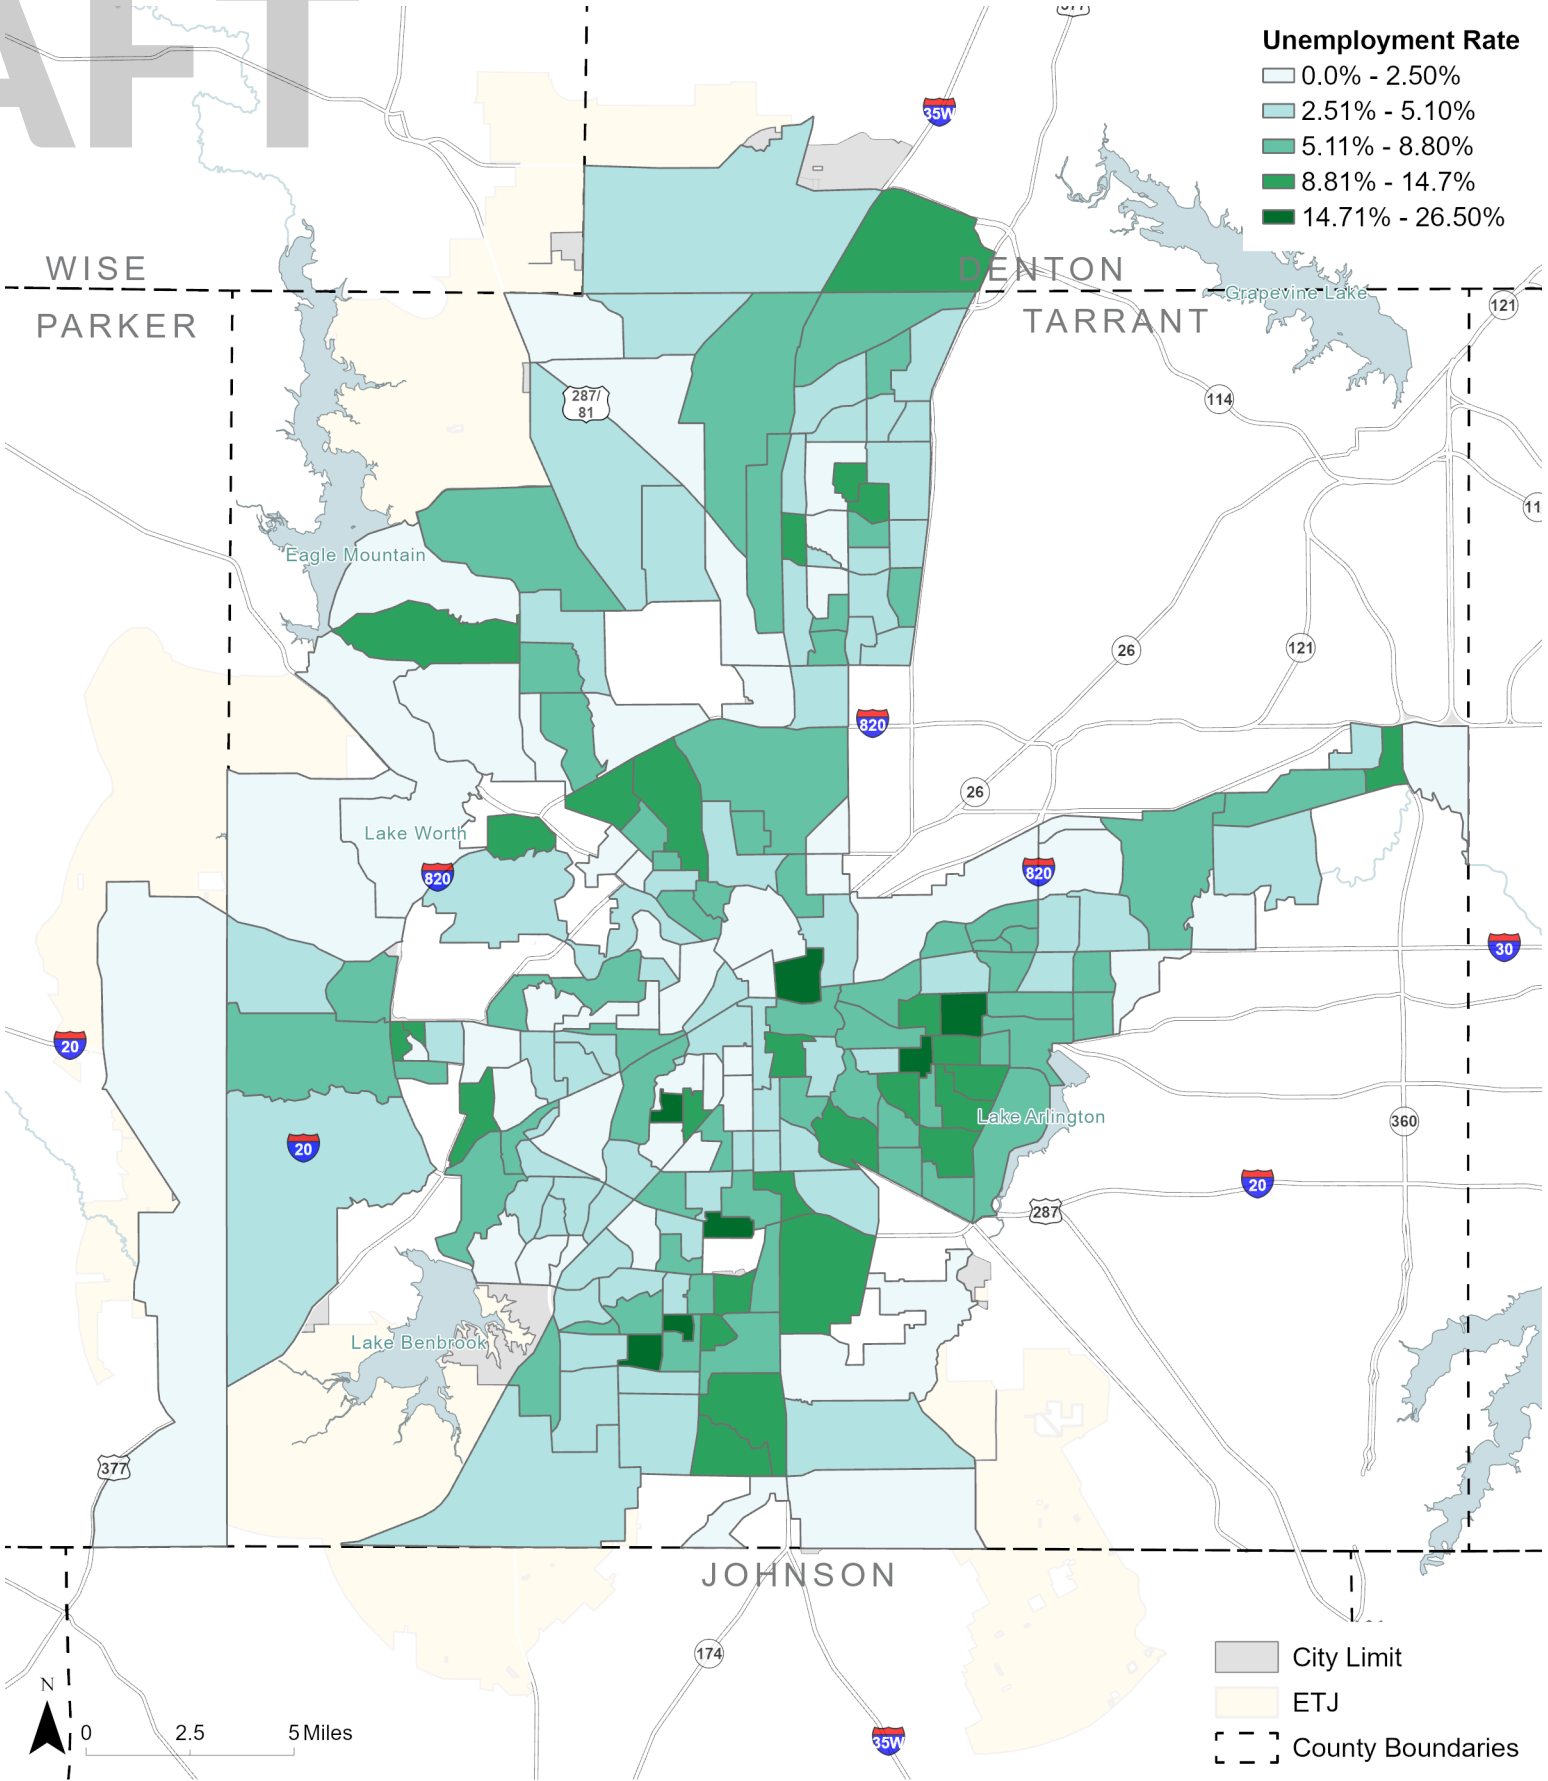 AFT
377
Unemployment Rate
0.0% - 2.50%
2.51% - 5.10%
5.11% - 8.80%
8.81% - 14.7%
14.71% - 26.50%
35W
WISE
DENTON
Grapevine Lake
121
PARKER
TARRANT
287/
81
114
11
Eagle Mountain
26
121
820
26
Lake Worth
820
820
30
20
Lake Arlington
360
20
20
287
Lake Benbrook
377
JOHNSON
174
City Limit
N
ETJ
0 2.5 5 Miles
35W
County Boundaries